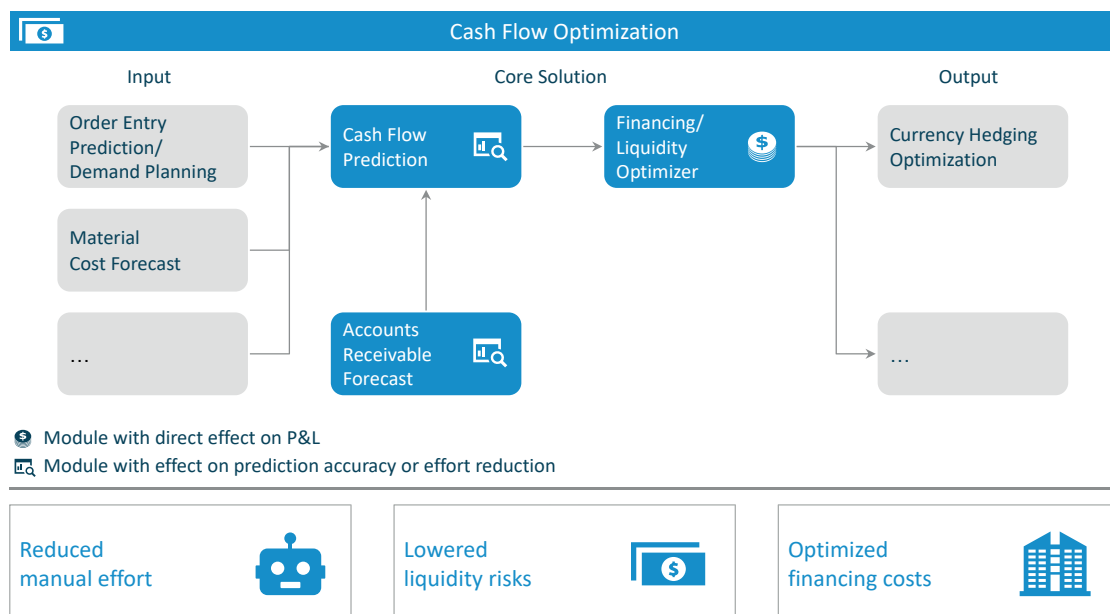 Cash Flow Optimization
Input
Core Solution
Output
Order Entry
Prediction/
Demand Planning
Cash Flow
Prediction
Financing/
Liquidity
Optimizer
$
Currency Hedging
Optimization
Material
Cost Forecast
...
Accounts
Receivable
Forecast
...
Module with direct effect on P&L
Module with effect on prediction accuracy or effort reduction
Reduced
manual effort
Lowered
liquidity risks
$
Optimized
financing costs